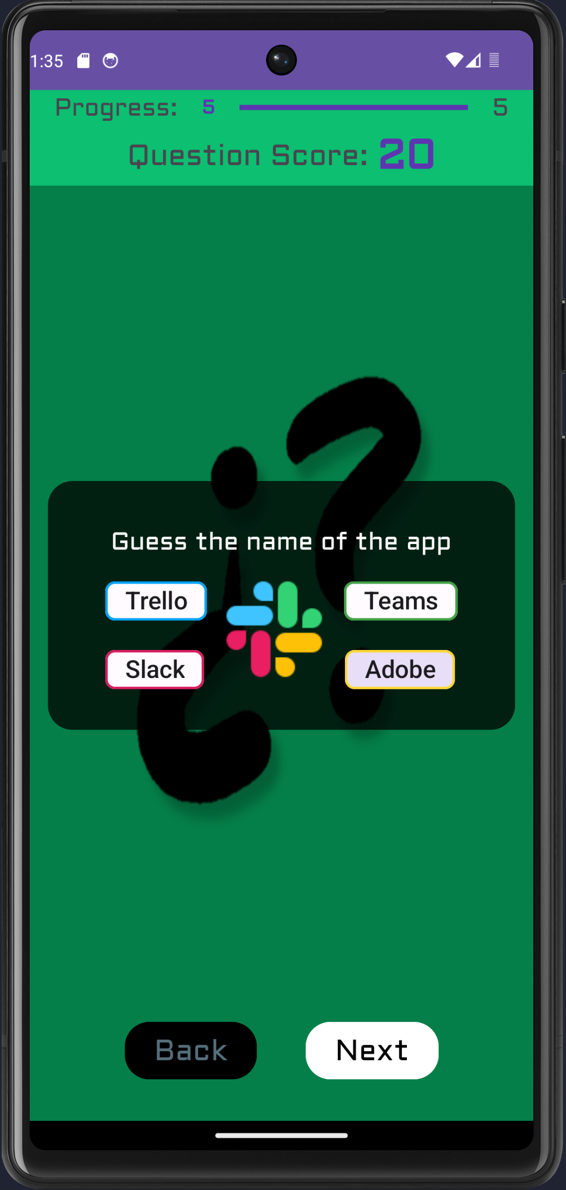 1:35
Progress: 5 5
Question Score: 20
¿?
Guess the name of the app
Trello Teams
Slack Adobe
Back Next